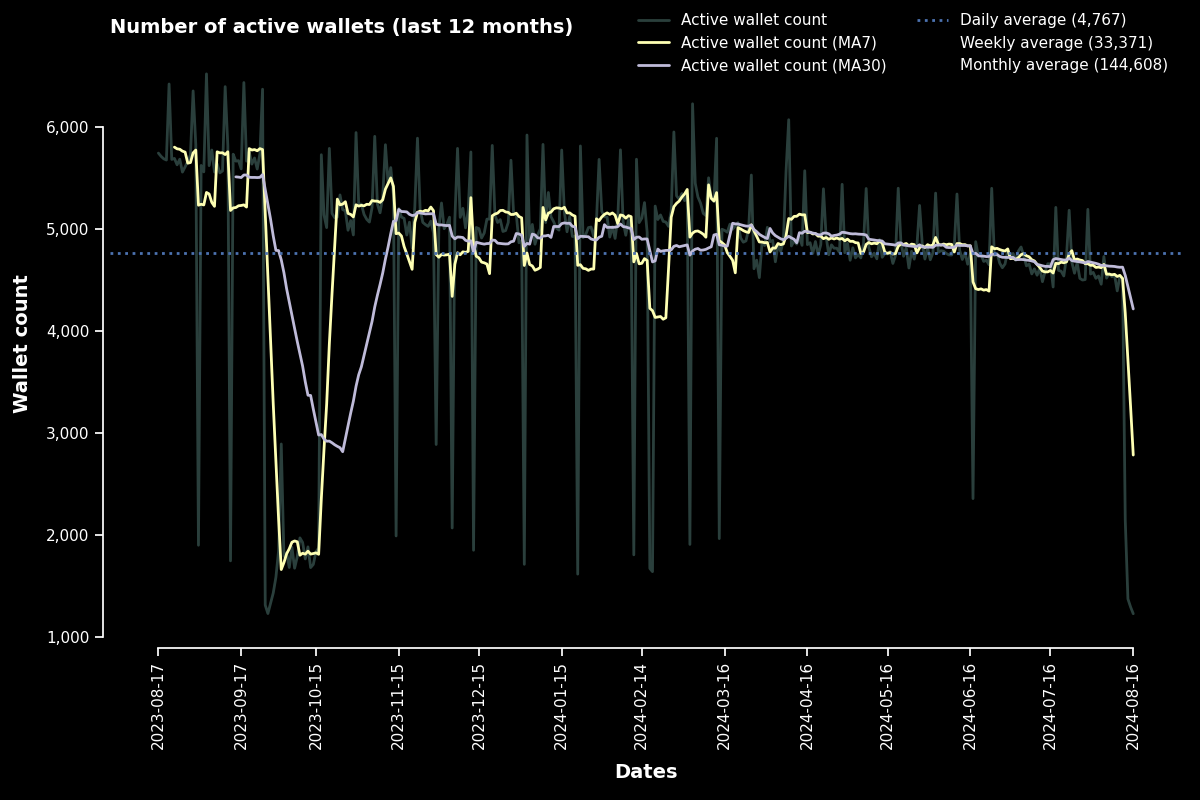 Number of active wallets (last 12 months)
Active wallet count
Active wallet count (MA7)
Active wallet count (MA30)
Daily average (4,767)
Weekly average (33,371)
Monthly average (144,608)
Wallet count
6,000
5,000
4,000
3,000
2,000
1,000
2023-08-17
2023-09-17
2023-10-15
2023-11-15
2023-12-15
2024-01-15
2024-02-14
2024-03-16
2024-04-16
2024-05-16
2024-06-16
2024-07-16
2024-08-16
Dates